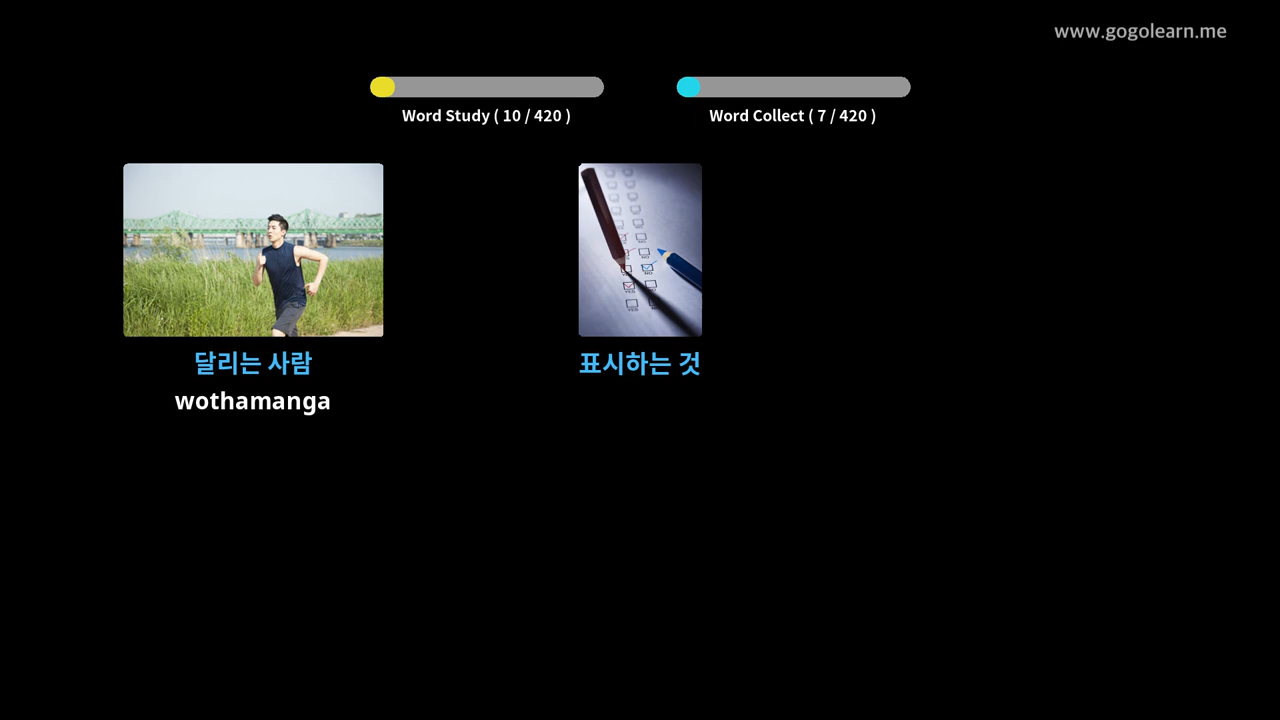 www.gogolearn.me
Word Study ( 10 / 420 )
Word Collect ( 7 / 420 )
달리는 사람
wothamanga
표시하는 것